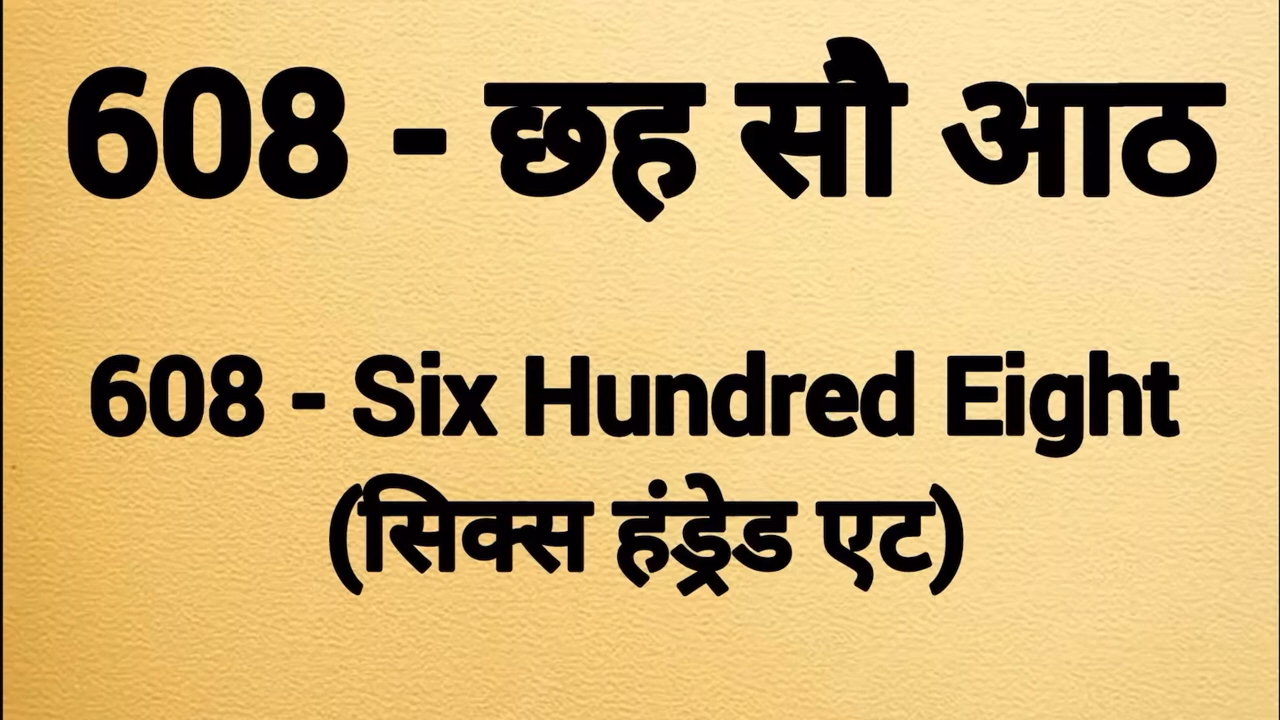 608 - छह सौ आठ
608 - Six Hundred Eight
(सिक्स हंड्रेड एट)